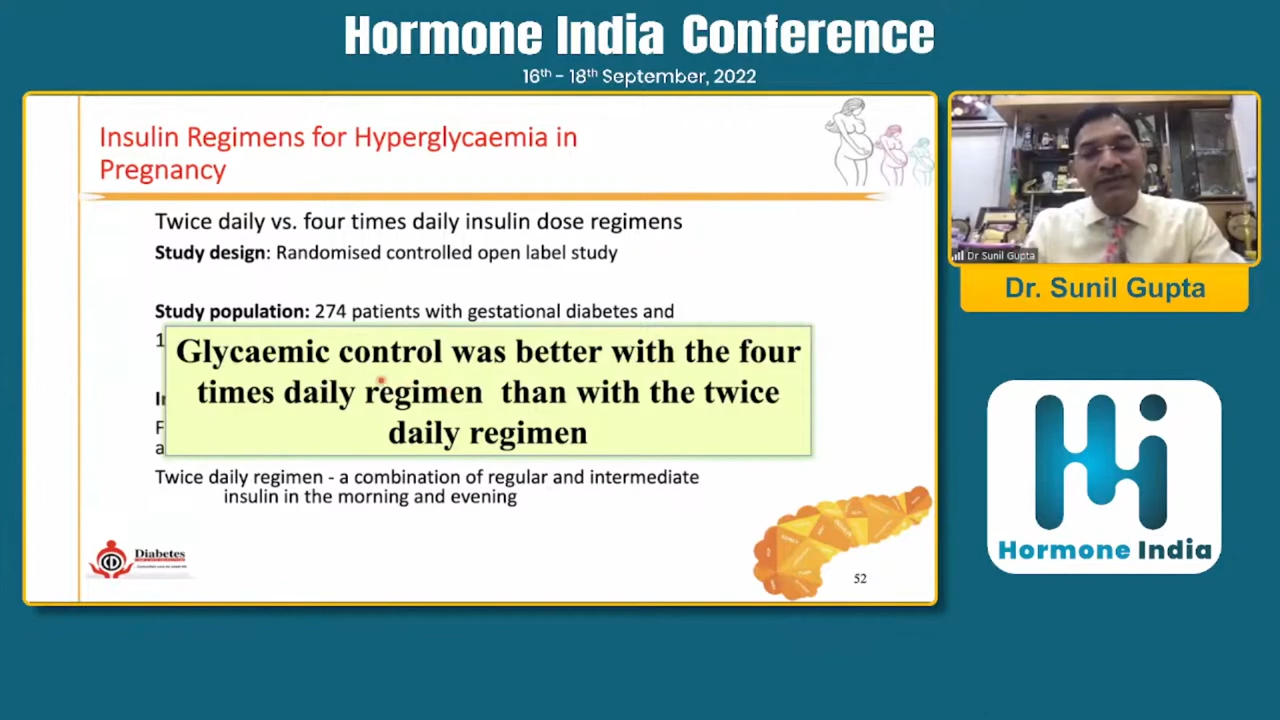 Hormone India Conference
16th - 18th September, 2022
Insulin Regimens for Hyperglycaemia in
Pregnancy
Twice daily vs. four times daily insulin dose regimens
Study design: Randomised controlled open label study
Study population: 274 patients with gestational diabetes and
1
Glycaemic control was better with the four
times daily regimen than with the twice
daily regimen
F
a
Twice daily regimen - a combination of regular and intermediate
insulin in the morning and evening
Diabetes
52
Dr Sunil Gupta
Dr. Sunil Gupta
Hormone India